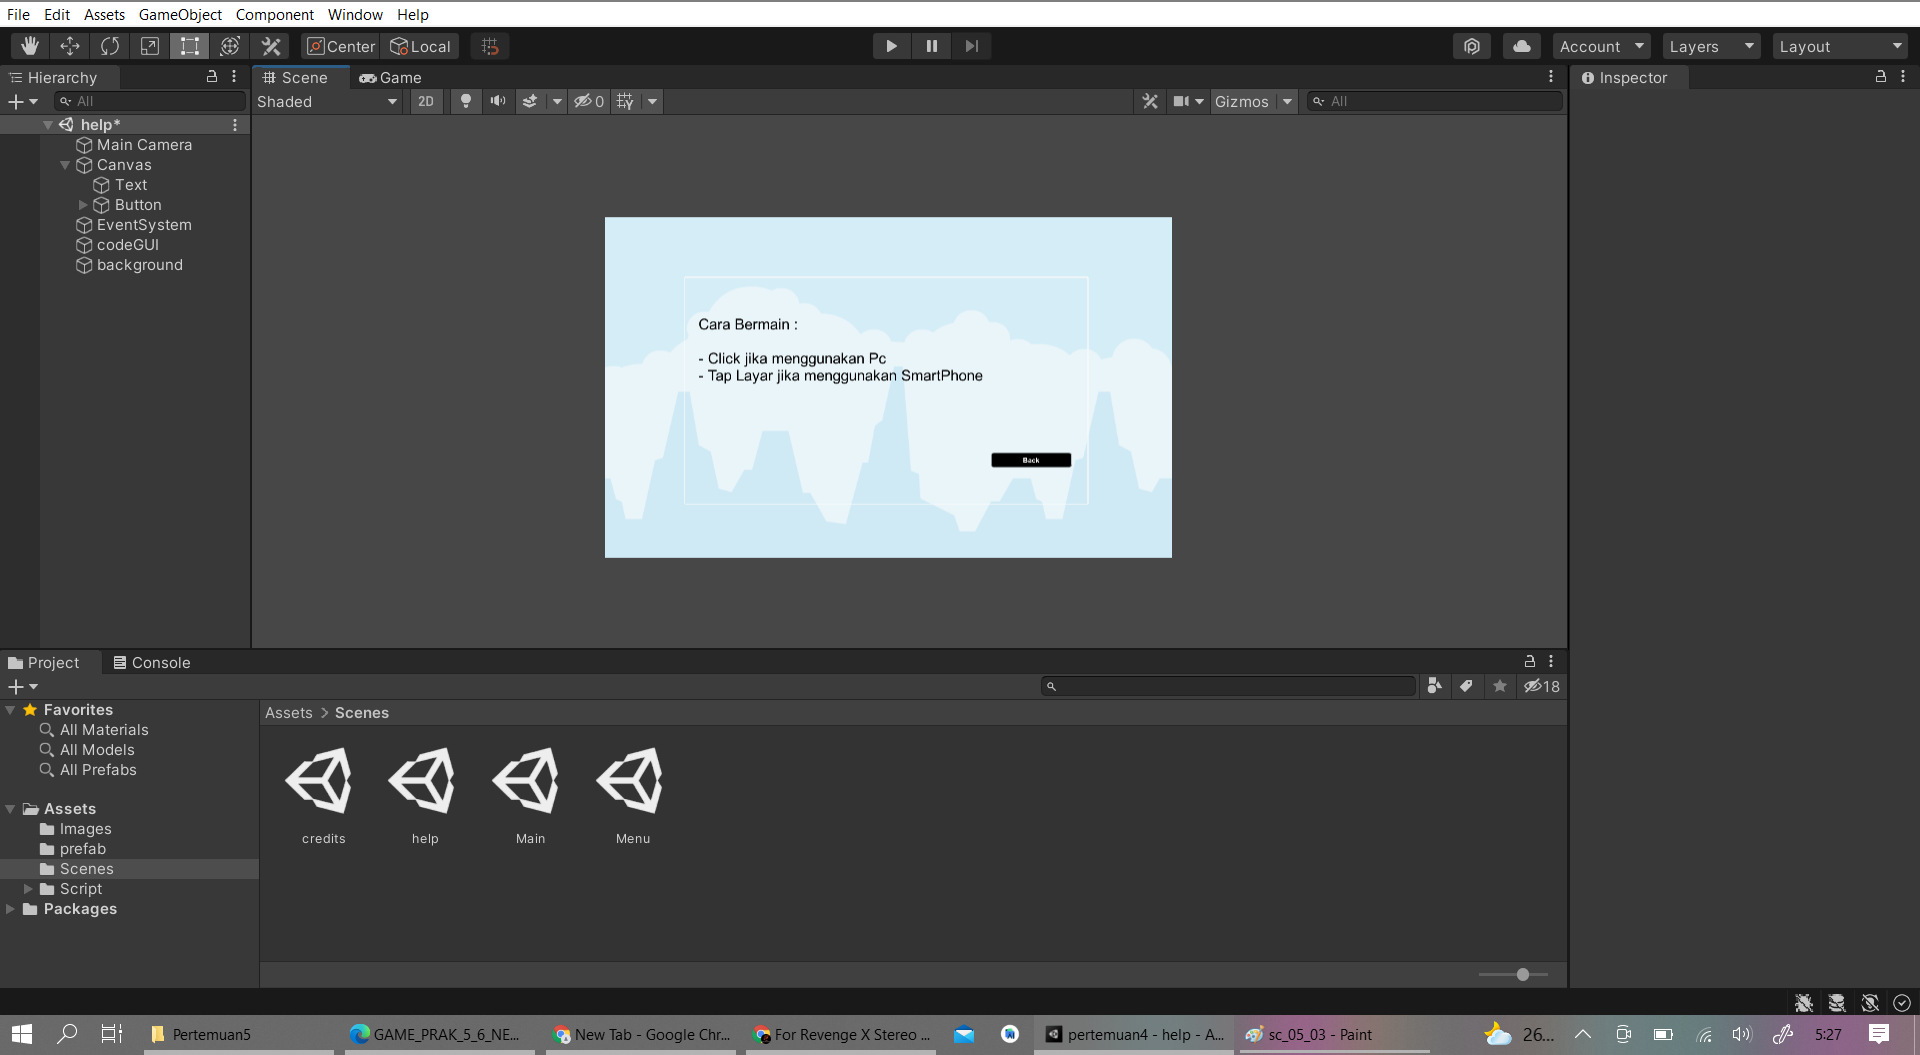 File Edit Assets GameObject Component Window Help
Center Local Account Layers Layout
Hierarchy
All
help*
Main Camera
Canvas
Text
Button
EventSystem
codeGUI
background
Scene Game
Shaded 2D 0 Gizmos All
Cara Bermain :
- Click jika menggunakan Pc
- Tap Layar jika menggunakan SmartPhone
Back
Inspector
Project Console
18
Favorites
All Materials
All Models
All Prefabs
Assets
Images
prefab
Scenes
Script
Packages
Assets > Scenes
credits help Main Menu
Pertemuan5 GAME_PRAK_5_6_NE... New Tab - Google Chr... For Revenge X Stereo ... pertemuan4 - help - A... sc_05_03 - Paint 26... 5:27